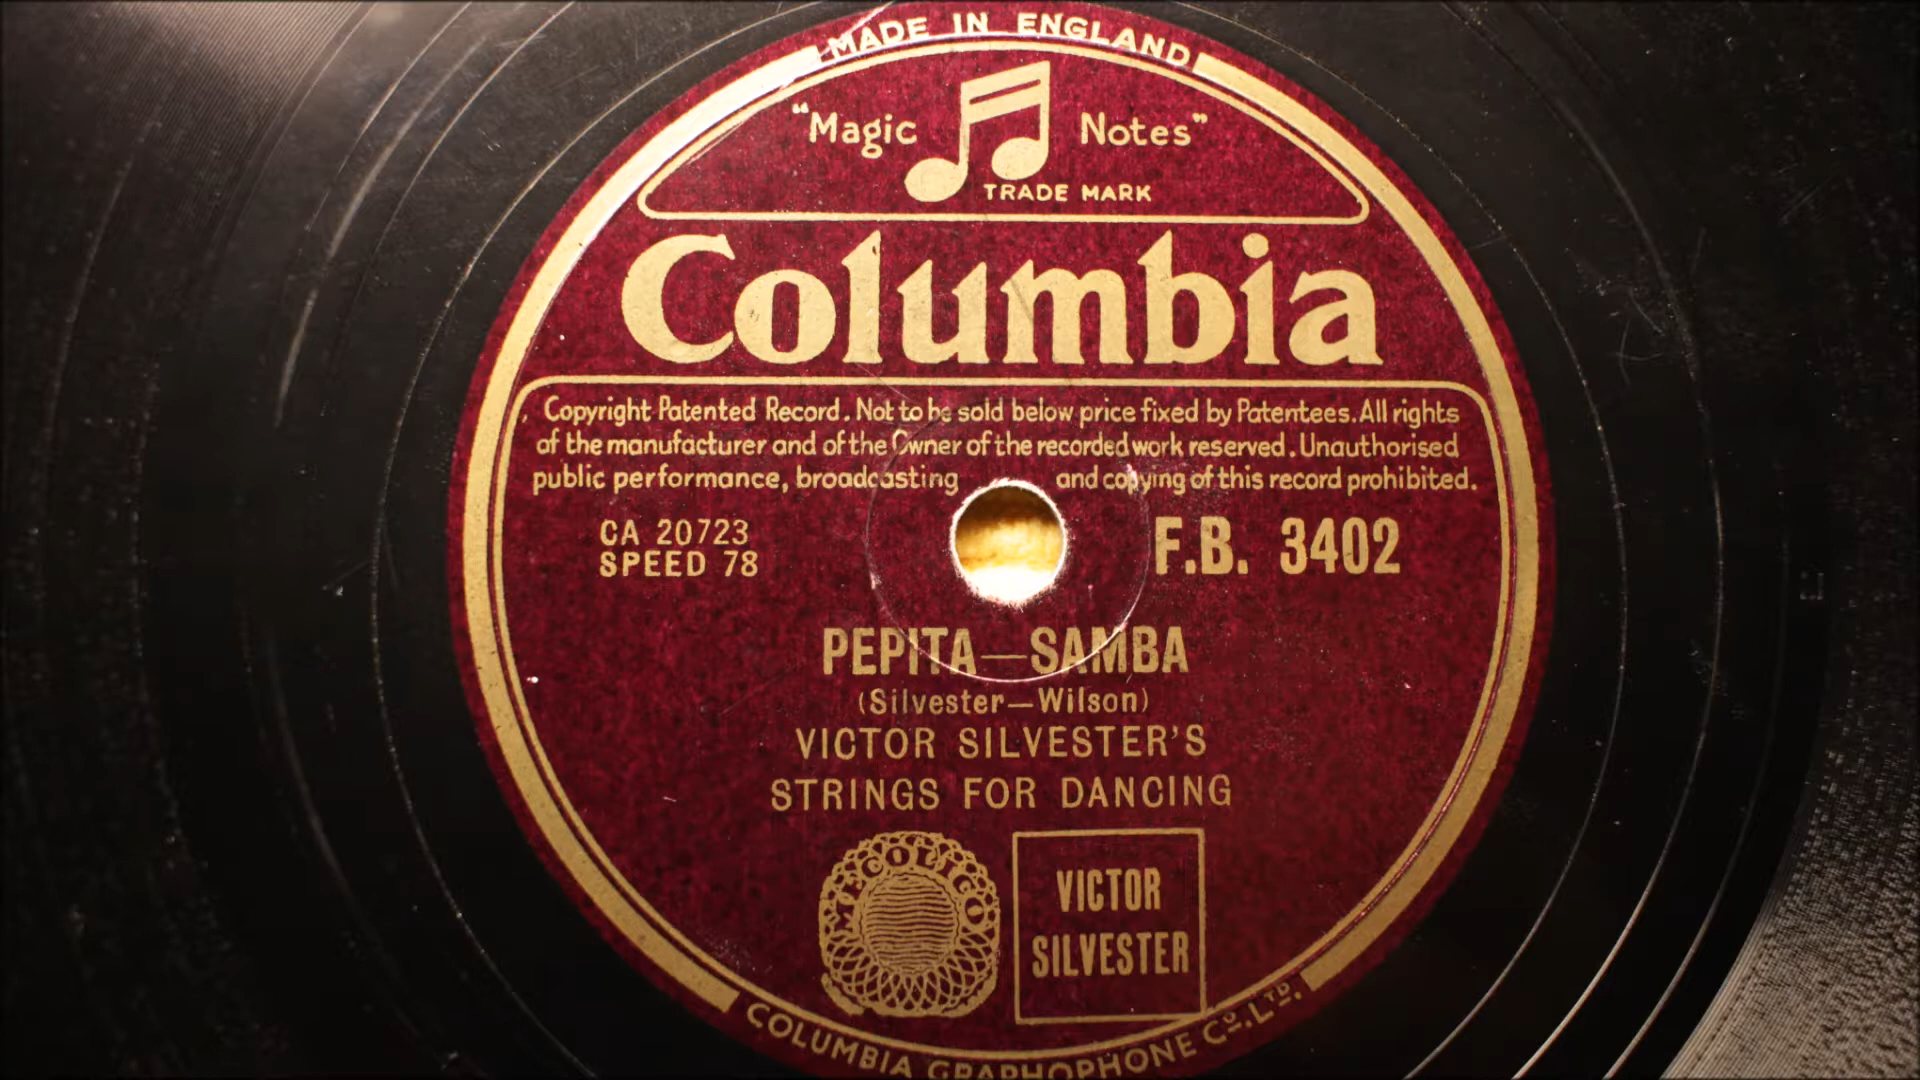 MADE IN ENGLAND
"Magic Notes"
TRADE MARK
Columbia
Copyright Patented Record. Not to be sold below price fixed by Patentees. All rights
of the manufacturer and of the Owner of the recorded work reserved. Unauthorised
public performance, broadcasting and copying of this record prohibited.
CA 20723
SPEED 78
F.B. 3402
PEPITA—SAMBA
(Silvester—Wilson)
VICTOR SILVESTER'S
STRINGS FOR DANCING
VICTOR
SILVESTER
COLUMBIA GRAPHOPHONE Co. LTD.